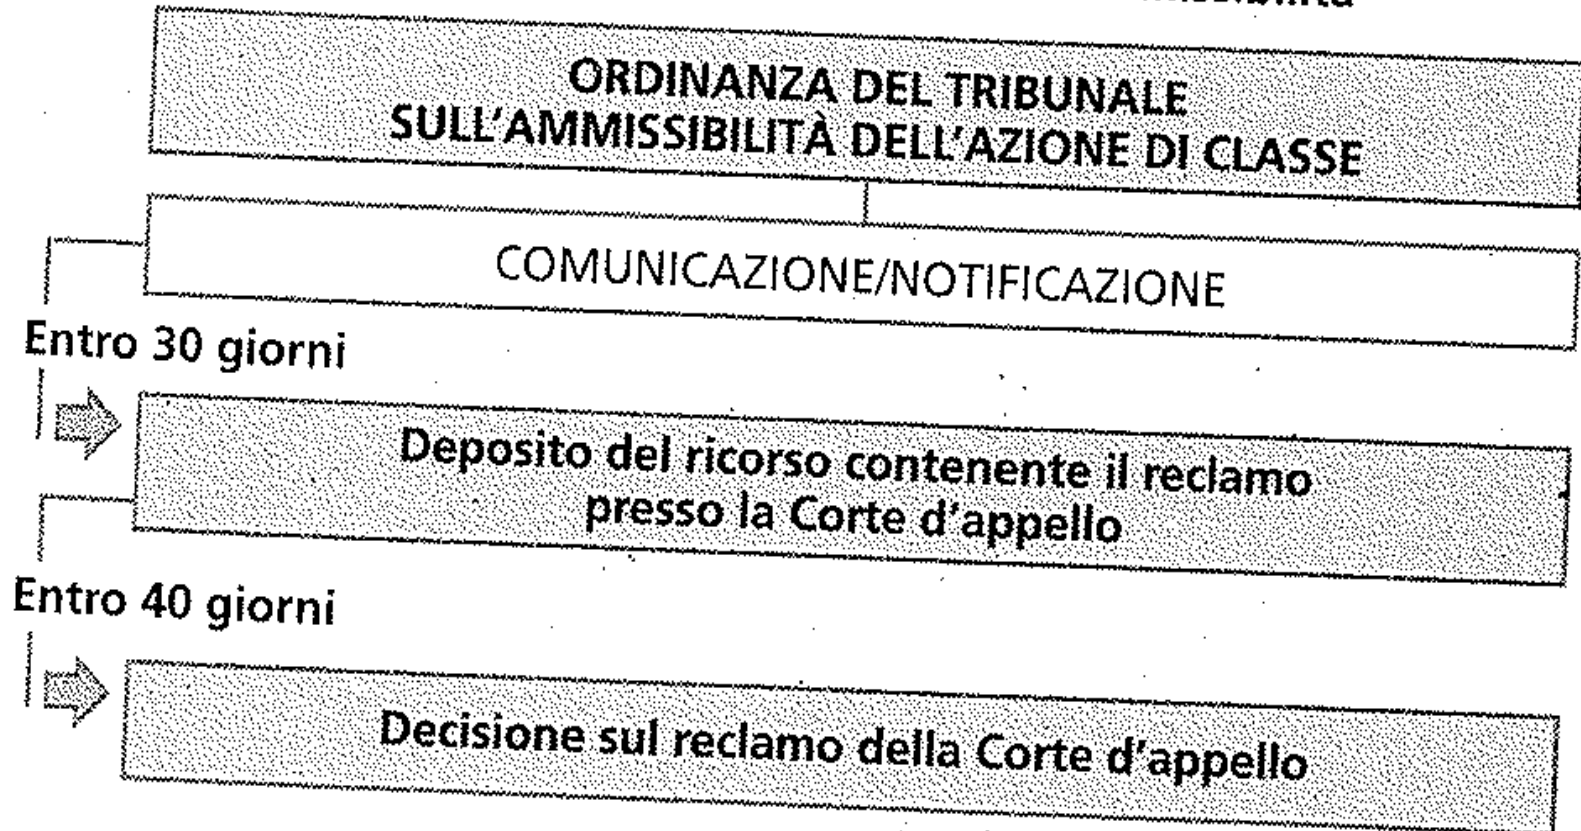 ORDINANZA DEL TRIBUNALE
SULL'AMMISSIBILITÀ DELL'AZIONE DI CLASSE
COMUNICAZIONE/NOTIFICAZIONE
Entro 30 giorni
Deposito del ricorso contenente il reclamo
presso la Corte d'appello
Entro 40 giorni
Decisione sul reclamo della Corte d'appello